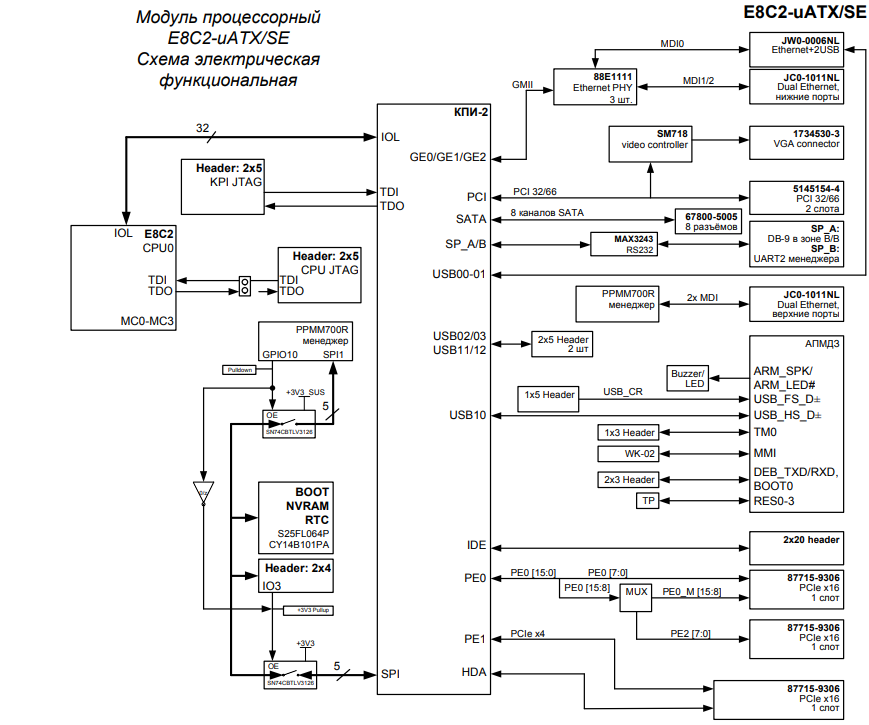 Модуль процессорный
E8C2-uATX/SE
Схема электрическая
функциональная
E8C2-uATX/SE
JW0-0006NL
Ethernet+2USB
MDI0
88E1111
Ethernet PHY
3 шт.
GMII
MDI1/2
JC0-1011NL
Dual Ethernet,
нижние порты
КПИ-2
32
IOL
GE0/GE1/GE2
SM718
video controller
1734530-3
VGA connector
Header: 2x5
KPI JTAG
TDI
TDO
PCI
PCI 32/66
5145154-4
PCI 32/66
2 слота
SATA
8 каналов SATA
67800-5005
8 разъёмов
SP_A/B
MAX3243
RS232
SP_A:
DB-9 в зоне B/B
SP_B:
UART2 менеджера
USB00-01
IOL
E8C2
CPU0
TDI
TDO
MC0-MC3
Header: 2x5
CPU JTAG
TDI
TDO
PPMM700R
менеджер
2x MDI
JC0-1011NL
Dual Ethernet,
верхние порты
PPMM700R
менеджер
GPIO10
SPI1
Pulldown
+3V3_SUS
5
OE
SN74CBTLV3126
USB02/03
USB11/12
2x5 Header
2 шт
АПМДЗ
Buzzer/
LED
ARM_SPK/
ARM_LED#
1x5 Header
USB_CR
USB_FS_D±
USB10
USB_HS_D±
1x3 Header
TM0
WK-02
MMI
2x3 Header
DEB_TXD/RXD,
BOOT0
TP
RES0-3
BOOT
NVRAM
RTC
S25FL064P
CY14B101PA
Header: 2x4
IO3
+3V3 Pullup
+3V3
OE
SN74CBTLV3126
5
SPI
IDE
2x20 header
PE0
PE0 [15:0]
PE0 [7:0]
PE0 [15:8]
MUX
PE0_M [15:8]
87715-9306
PCIe x16
1 слот
PE2 [7:0]
87715-9306
PCIe x16
1 слот
PE1
PCIe x4
HDA
87715-9306
PCIe x16
1 слот